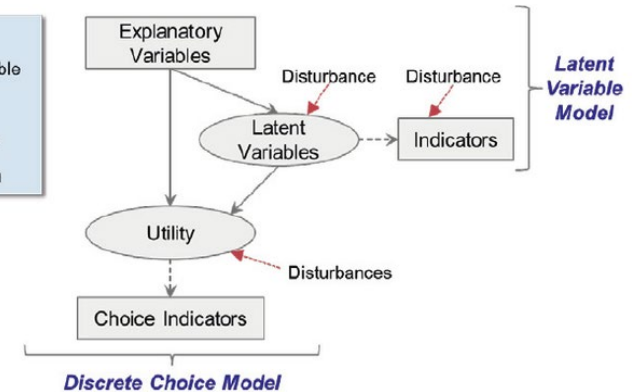 Explanatory
Variables
Disturbance
Disturbance
Latent
Variables
Indicators
Latent
Variable
Model
Utility
Disturbances
Choice Indicators
Discrete Choice Model